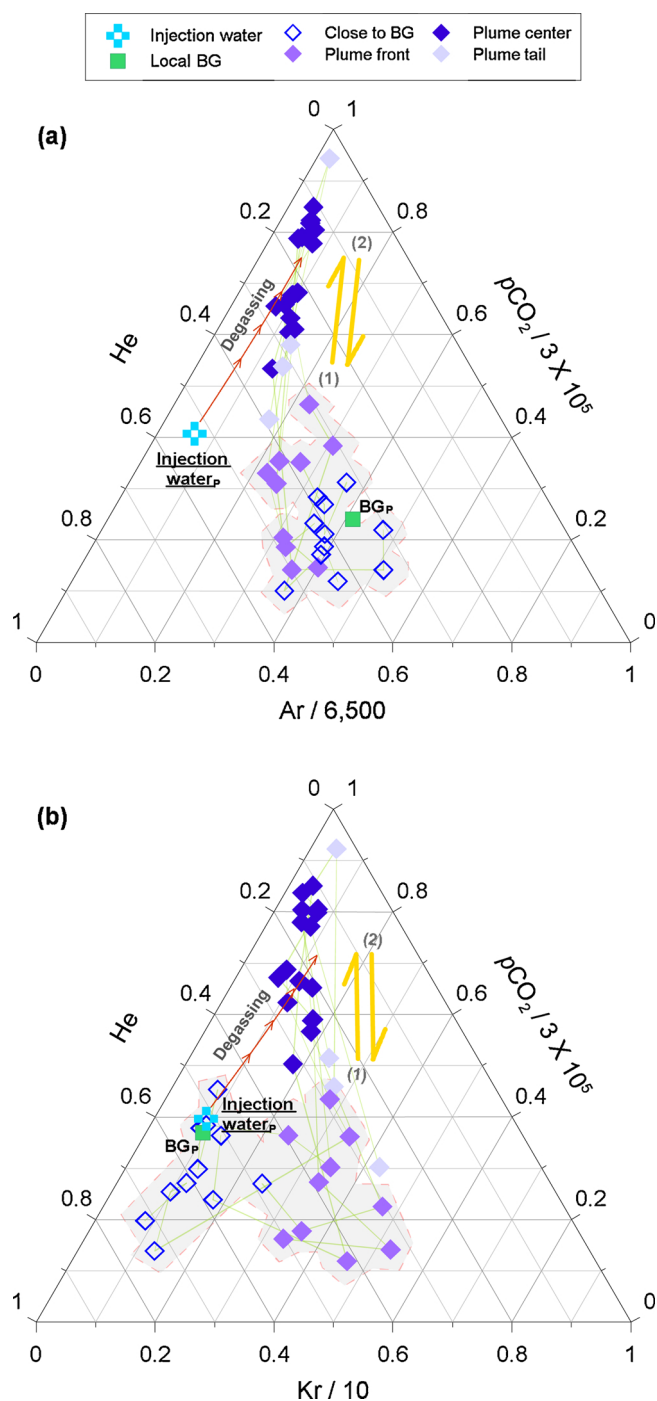 Injection water Close to BG Plume center
Local BG Plume front Plume tail
(a)
0 1
0.2 0.8
(2)
Degassing
He
pCO₂ / 3 X 10⁵
0.4 0.6
(1)
0.6 0.4
Injection
waterₚ
BGₚ
0.8 0.2
1 0
0 0.2 0.4 0.6 0.8 1
Ar / 6,500
(b)
0 1
0.2 0.8
(2)
Degassing
He
pCO₂ / 3 X 10⁵
0.4 0.6
(1)
0.6 0.4
Injection
waterₚ
BGₚ
0.8 0.2
1 0
0 0.2 0.4 0.6 0.8 1
Kr / 10